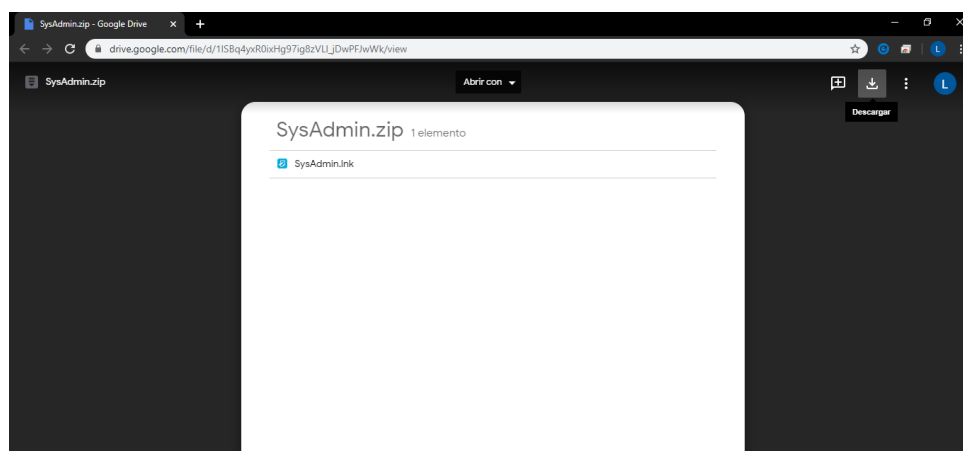 SysAdmin.zip - Google Drive
drive.google.com/file/d/1ISBq4yxR0ixHg97ig8zVLI_jDwPFJwWk/view
L
SysAdmin.zip
Abrir con
L
Descargar
SysAdmin.zip 1 elemento
SysAdmin.lnk